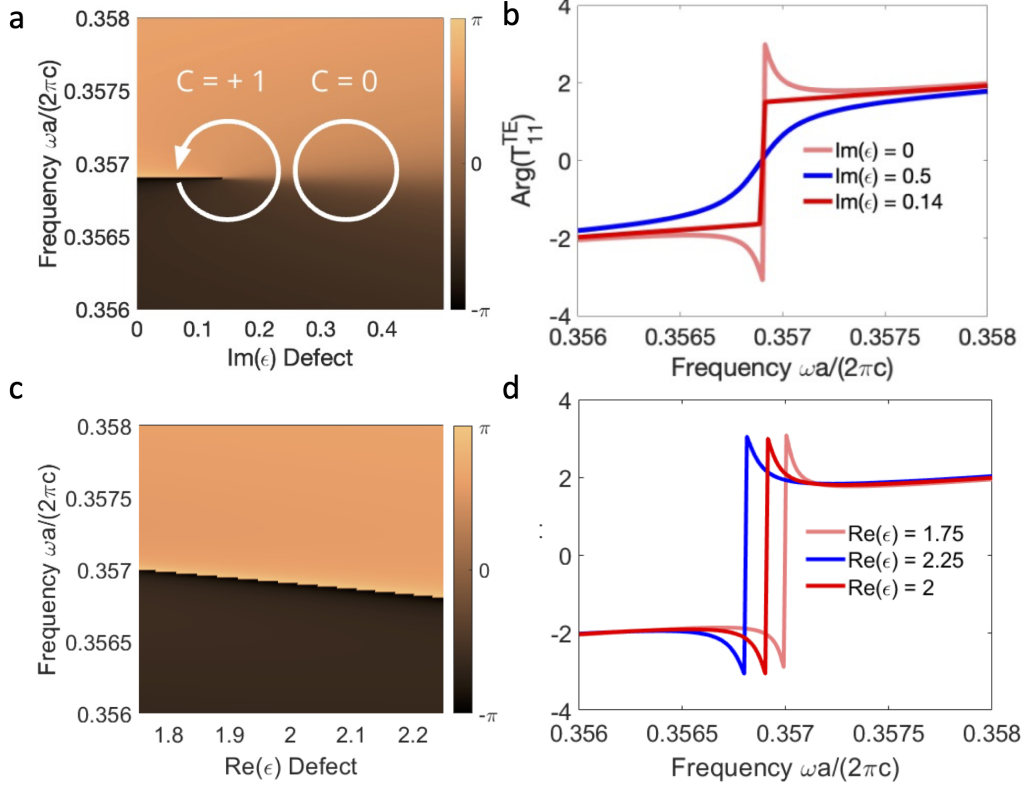 a
0.358
0.3575
0.357
0.3565
0.356
Frequency ωa/(2πc)
C = + 1
C = 0
0
0.1
0.2
0.3
0.4
Im(ϵ) Defect
π
0
-π
b
4
2
0
-2
-4
Arg(T₁₁ᵀᴱ)
Im(ϵ) = 0
Im(ϵ) = 0.5
Im(ϵ) = 0.14
0.356
0.3565
0.357
0.3575
0.358
Frequency ωa/(2πc)
c
0.358
0.3575
0.357
0.3565
0.356
Frequency ωa/(2πc)
1.8
1.9
2
2.1
2.2
Re(ϵ) Defect
π
0
-π
d
4
2
0
-2
-4
Re(ϵ) = 1.75
Re(ϵ) = 2.25
Re(ϵ) = 2
0.356
0.3565
0.357
0.3575
0.358
Frequency ωa/(2πc)